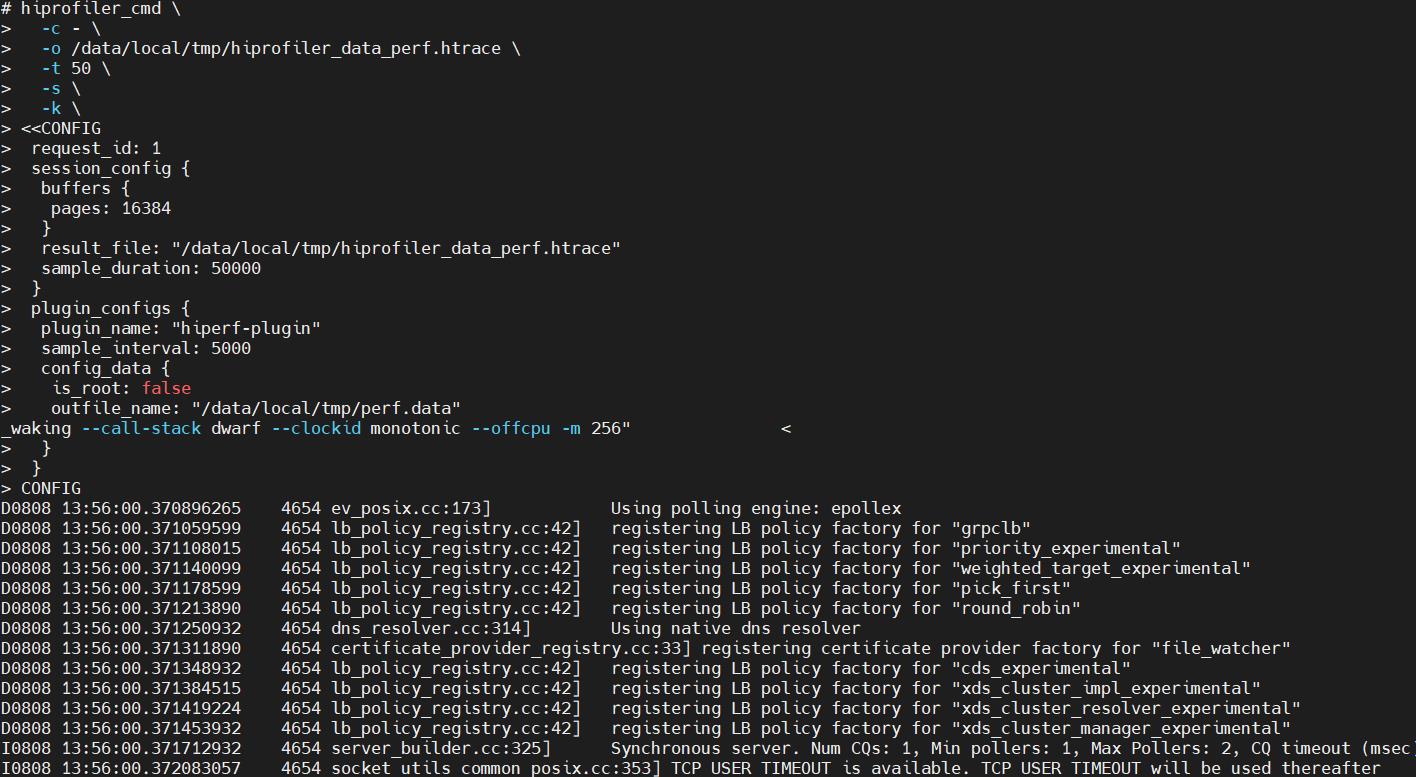 # hiprofiler_cmd \
>   -c - \
>   -o /data/local/tmp/hiprofiler_data_perf.htrace \
>   -t 50 \
>   -s \
>   -k \
> <<CONFIG
>  request_id: 1
>  session_config {
>   buffers {
>    pages: 16384
>   }
>   result_file: "/data/local/tmp/hiprofiler_data_perf.htrace"
>   sample_duration: 50000
>  }
>  plugin_configs {
>   plugin_name: "hiperf-plugin"
>   sample_interval: 5000
>   config_data {
>    is_root: false
>    outfile_name: "/data/local/tmp/perf.data"
_waking --call-stack dwarf --clockid monotonic --offcpu -m 256"               <
>   }
>  }
> CONFIG
D0808 13:56:00.370896265    4654 ev_posix.cc:173]            Using polling engine: epollex
D0808 13:56:00.371059599    4654 lb_policy_registry.cc:42]   registering LB policy factory for "grpclb"
D0808 13:56:00.371108015    4654 lb_policy_registry.cc:42]   registering LB policy factory for "priority_experimental"
D0808 13:56:00.371140099    4654 lb_policy_registry.cc:42]   registering LB policy factory for "weighted_target_experimental"
D0808 13:56:00.371178599    4654 lb_policy_registry.cc:42]   registering LB policy factory for "pick_first"
D0808 13:56:00.371213890    4654 lb_policy_registry.cc:42]   registering LB policy factory for "round_robin"
D0808 13:56:00.371250932    4654 dns_resolver.cc:314]        Using native dns resolver
D0808 13:56:00.371311890    4654 certificate_provider_registry.cc:33] registering certificate provider factory for "file_watcher"
D0808 13:56:00.371348932    4654 lb_policy_registry.cc:42]   registering LB policy factory for "cds_experimental"
D0808 13:56:00.371384515    4654 lb_policy_registry.cc:42]   registering LB policy factory for "xds_cluster_impl_experimental"
D0808 13:56:00.371419224    4654 lb_policy_registry.cc:42]   registering LB policy factory for "xds_cluster_resolver_experimental"
D0808 13:56:00.371453932    4654 lb_policy_registry.cc:42]   registering LB policy factory for "xds_cluster_manager_experimental"
I0808 13:56:00.371712932    4654 server_builder.cc:325]      Synchronous server. Num CQs: 1, Min pollers: 1, Max Pollers: 2, CQ timeout (msec)
I0808 13:56:00.372083057    4654 socket_utils_common_posix.cc:353] TCP_USER_TIMEOUT is available. TCP_USER_TIMEOUT will be used thereafter